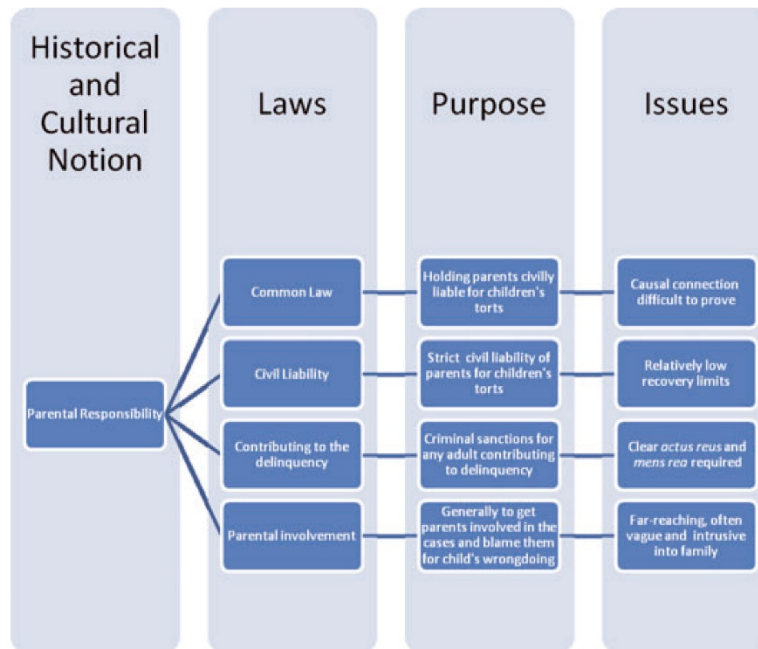 Historical
and
Cultural
Notion
Laws
Purpose
Issues
Parental Responsibility
Common Law
Holding parents civilly
liable for children's
torts
Causal connection
difficult to prove
Civil Liability
Strict civil liability of
parents for children's
torts
Relatively low
recovery limits
Contributing to the
delinquency
Criminal sanctions for
any adult contributing
to delinquency
Clear actus reus and
mens rea required
Parental involvement
Generally to get
parents involved in the
cases and blame them
for child's wrongdoing
Far-reaching, often
vague and intrusive
into family